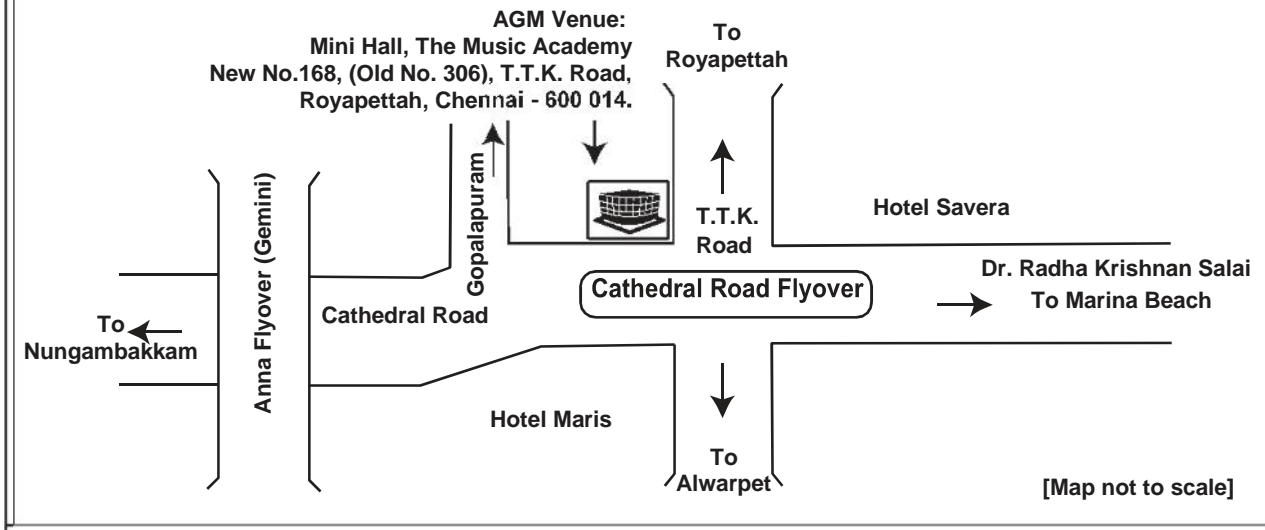 AGM Venue:
Mini Hall, The Music Academy
New No.168, (Old No. 306), T.T.K. Road,
Royapettah, Chennai - 600 014.
To
Royapettah
Gopalapuram
Anna Flyover (Gemini)
T.T.K.
Road
Hotel Savera
Cathedral Road Flyover
Dr. Radha Krishnan Salai
To Marina Beach
Cathedral Road
To
Nungambakkam
Hotel Maris
To
Alwarpet
[Map not to scale]